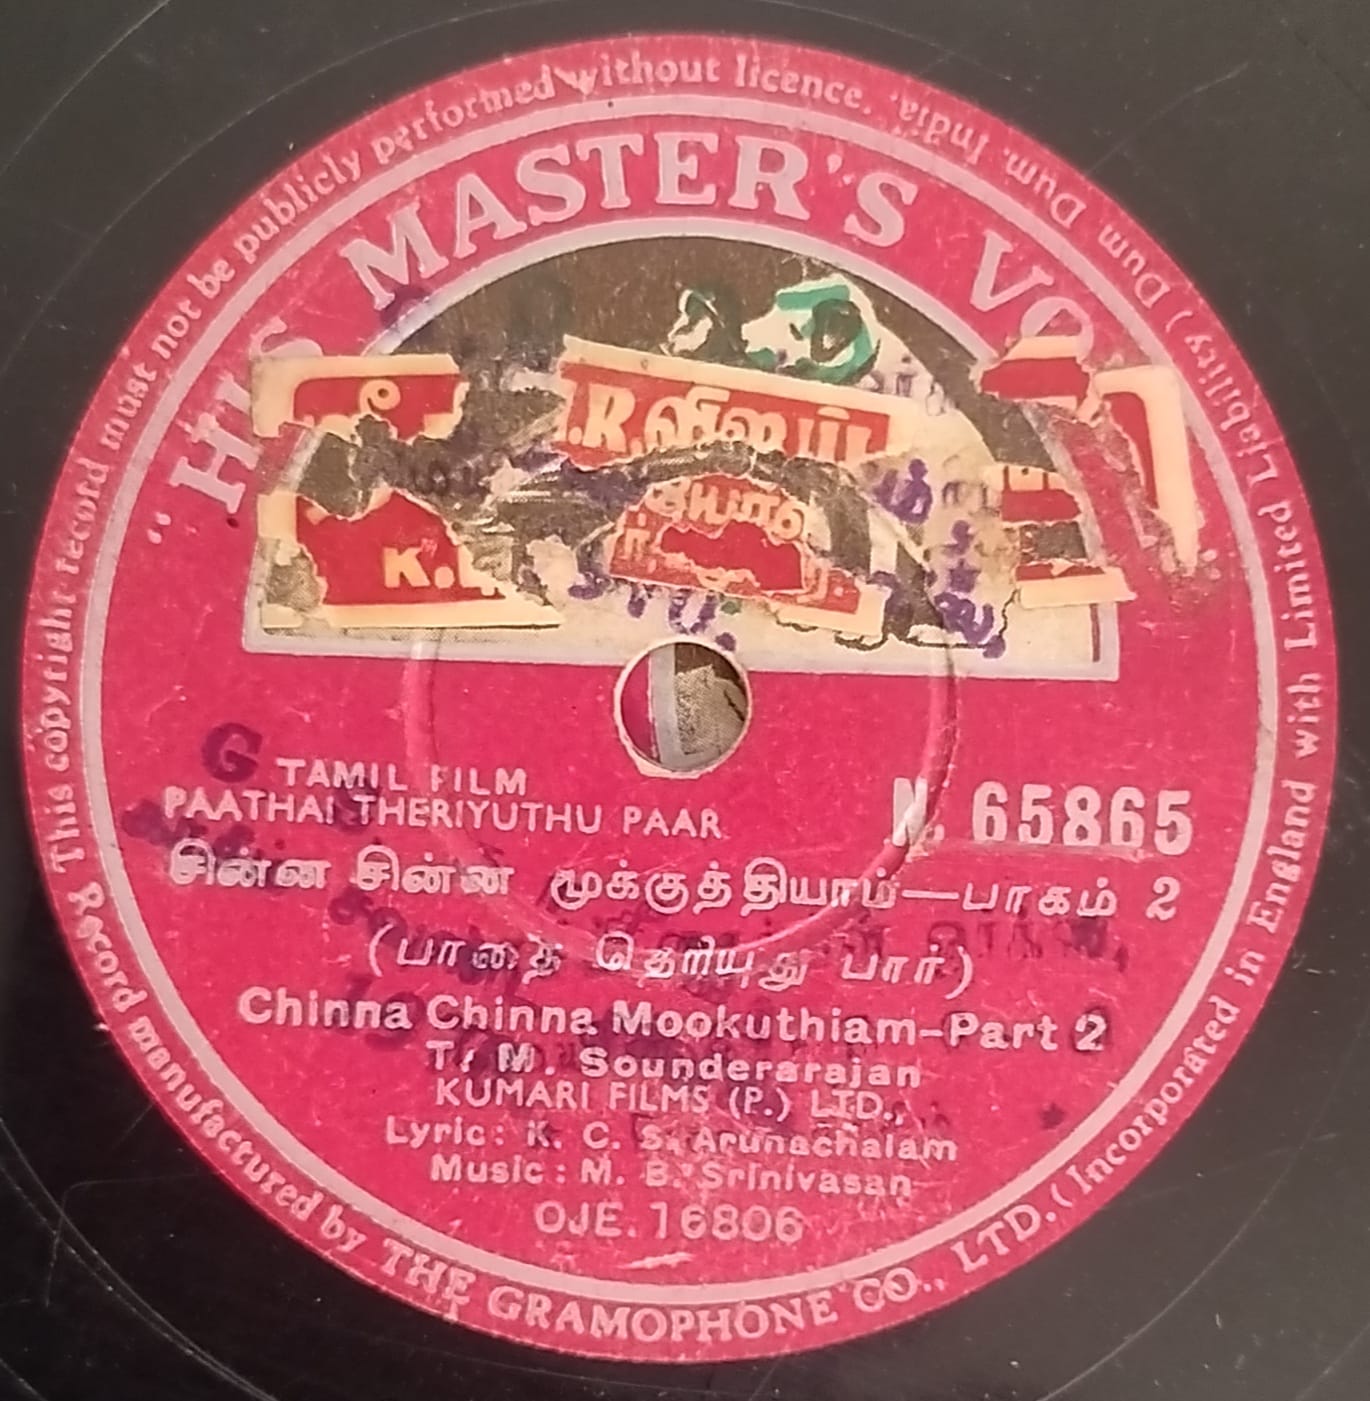 This copyright record must not be publicly performed without licence.
Record manufactured by THE GRAMOPHONE CO., LTD. (Incorporated in England with Limited Liability) Dum Dum, India.
"HIS MASTER'S
G
TAMIL FILM
PAATHAI THERIYUTHU PAAR
N. 65865
சின்ன சின்ன மூக்குத்தியாம்—பாகம் 2
(பாதை தெரியுது பார்)
Chinna Chinna Mookuthiam–Part 2
T. M. Sounderarajan
KUMARI FILMS (P.) LTD.,
Lyric: K. C. S. Arunachalam
Music: M. B. Srinivasan
OJE. 16806